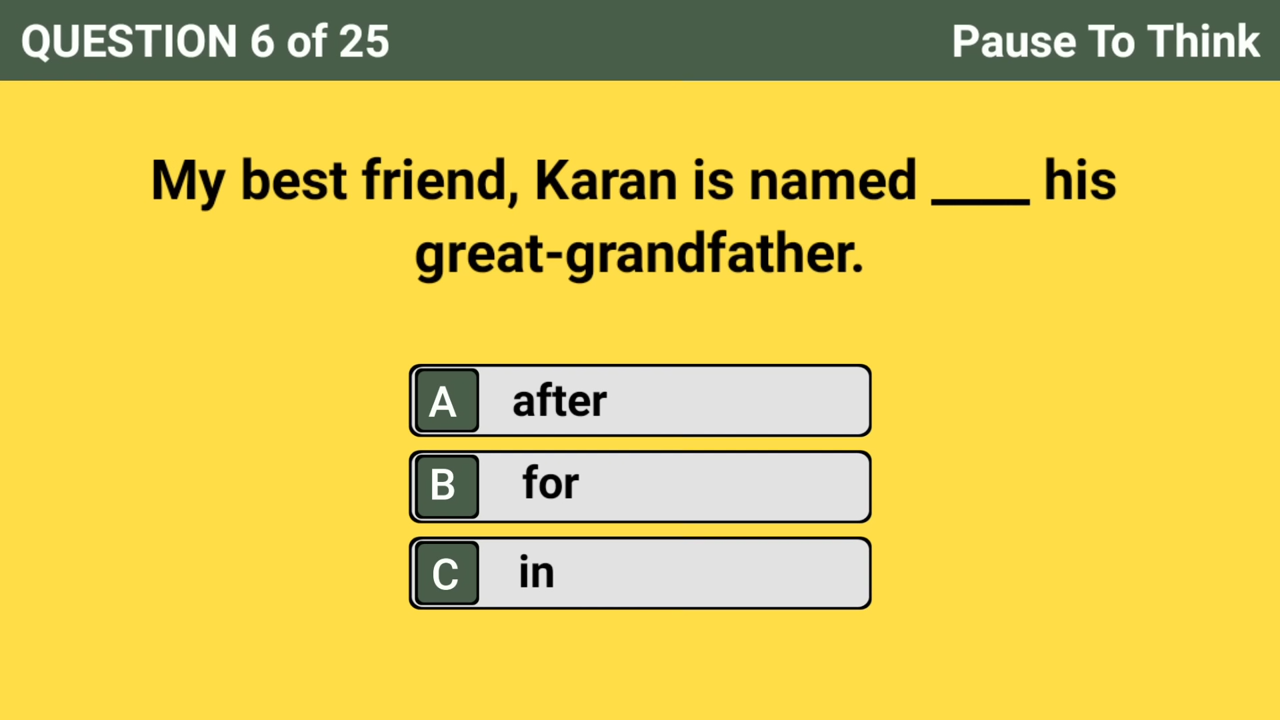 QUESTION 6 of 25
Pause To Think
My best friend, Karan is named ____ his
great-grandfather.
A after
B for
C in